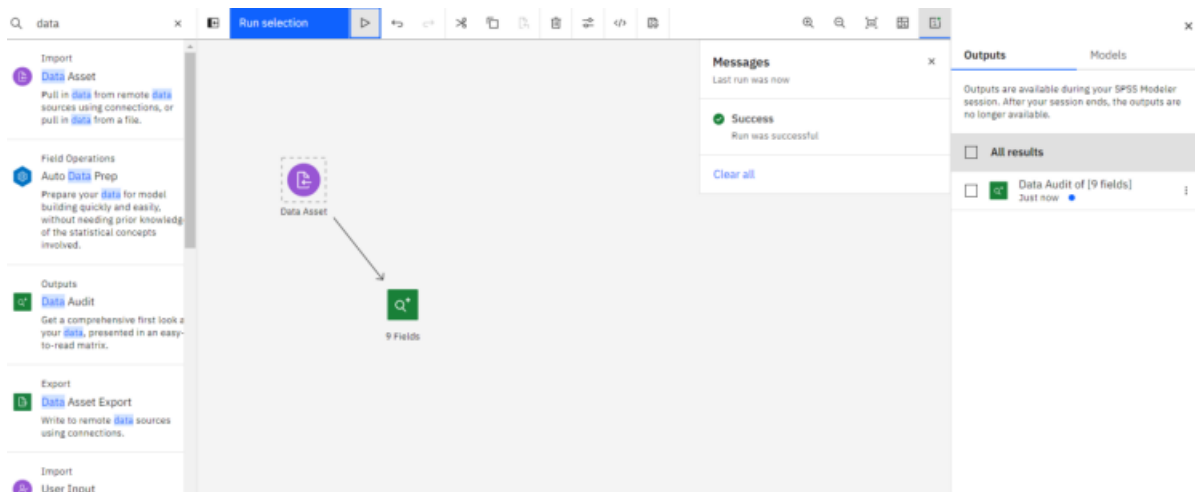 data
Run selection
Import
Data Asset
Pull in data from remote data
sources using connections, or
pull in data from a file.
Field Operations
Auto Data Prep
Prepare your data for model
building quickly and easily,
without needing prior knowledg
of the statistical concepts
involved.
Outputs
Data Audit
Get a comprehensive first look a
your data, presented in an easy-
to-read matrix.
Export
Data Asset Export
Write to remote data sources
using connections.
Import
User Input
Data Asset
9 Fields
Messages
Last run was now
Success
Run was successful
Clear all
Outputs
Models
Outputs are available during your SPSS Modeler
session. After your session ends, the outputs are
no longer available.
All results
Data Audit of [9 fields]
Just now